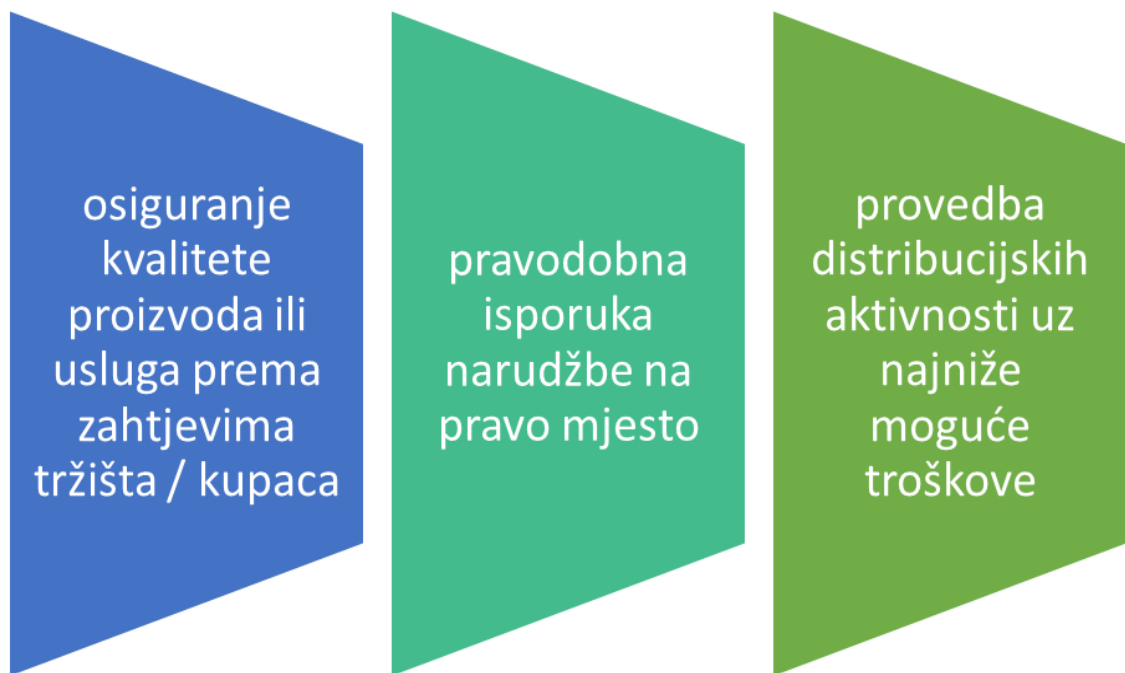 osiguranje
kvalitete
proizvoda ili
usluga prema
zahtjevima
tržišta / kupaca
pravodobna
isporuka
narudžbe na
pravo mjesto
provedba
distribucijskih
aktivnosti uz
najniže
moguće
troškove